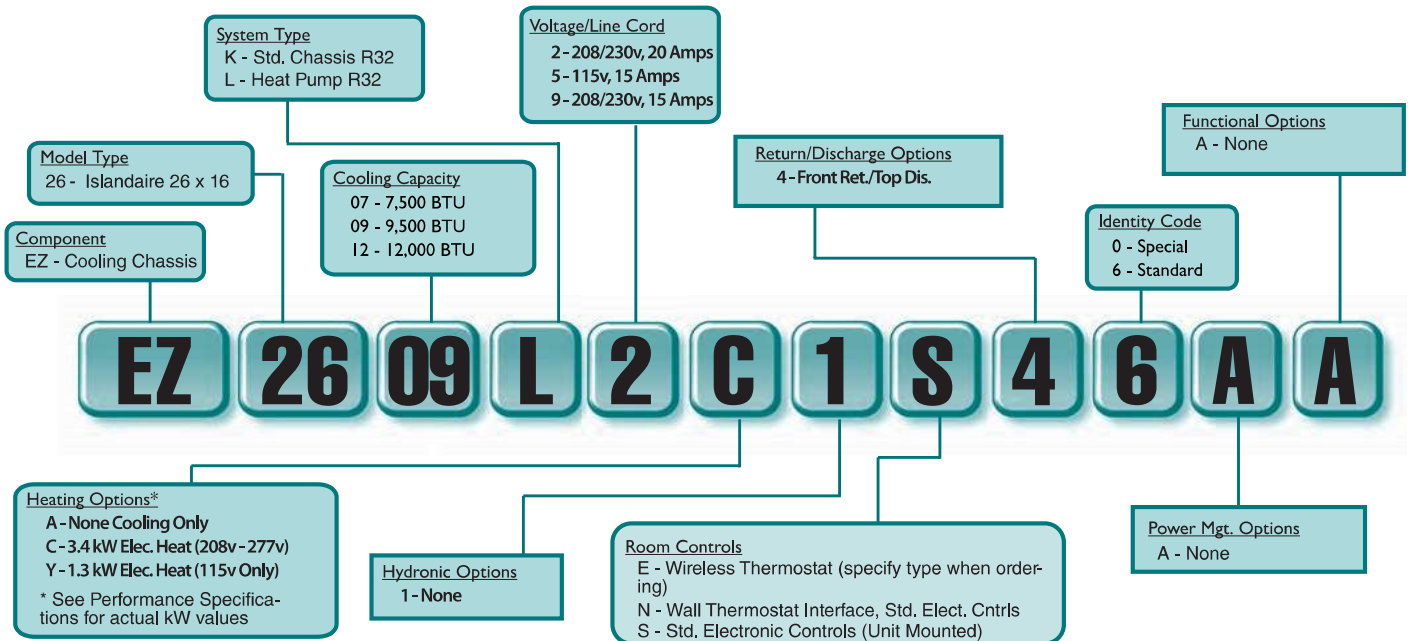 System Type
K - Std. Chassis R32
L - Heat Pump R32
Voltage/Line Cord
2 - 208/230v, 20 Amps
5 - 115v, 15 Amps
9 - 208/230v, 15 Amps
Functional Options
A - None
Model Type
26 - Islandaire 26 x 16
Cooling Capacity
07 - 7,500 BTU
09 - 9,500 BTU
12 - 12,000 BTU
Return/Discharge Options
4 - Front Ret./Top Dis.
Identity Code
0 - Special
6 - Standard
Component
EZ - Cooling Chassis
EZ 26 09 L 2 C 1 S 4 6 A A
Heating Options*
A - None Cooling Only
C - 3.4 kW Elec. Heat (208v - 277v)
Y - 1.3 kW Elec. Heat (115v Only)
* See Performance Specifica-
tions for actual kW values
Hydronic Options
1 - None
Room Controls
E - Wireless Thermostat (specify type when order-
ing)
N - Wall Thermostat Interface, Std. Elect. Cntrls
S - Std. Electronic Controls (Unit Mounted)
Power Mgt. Options
A - None